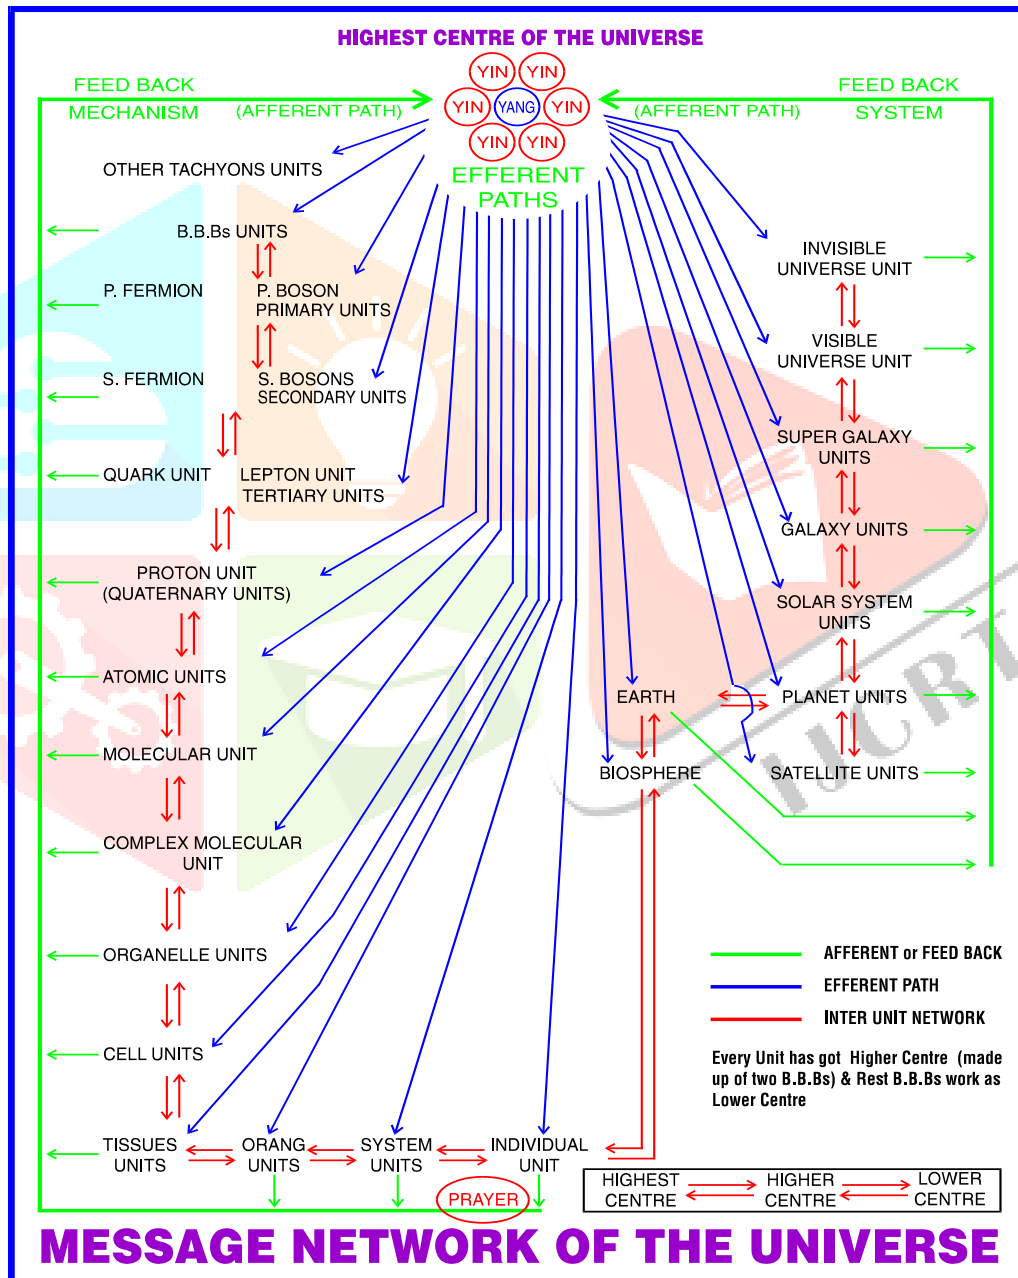 HIGHEST CENTRE OF THE UNIVERSE
YIN YIN
YIN YANG YIN
YIN YIN
FEED BACK
MECHANISM (AFFERENT PATH)
FEED BACK
(AFFERENT PATH) SYSTEM
EFFERENT
PATHS
OTHER TACHYONS UNITS
B.B.Bs UNITS
P. FERMION P. BOSON
PRIMARY UNITS
S. FERMION S. BOSONS
SECONDARY UNITS
QUARK UNIT LEPTON UNIT
TERTIARY UNITS
PROTON UNIT
(QUATERNARY UNITS)
ATOMIC UNITS
MOLECULAR UNIT
COMPLEX MOLECULAR
UNIT
ORGANELLE UNITS
CELL UNITS
TISSUES
UNITS
ORANG
UNITS
SYSTEM
UNITS
INDIVIDUAL
UNIT
INVISIBLE
UNIVERSE UNIT
VISIBLE
UNIVERSE UNIT
SUPER GALAXY
UNITS
GALAXY UNITS
SOLAR SYSTEM
UNITS
EARTH PLANET UNITS
BIOSPHERE SATELLITE UNITS
IJCRT
AFFERENT or FEED BACK
EFFERENT PATH
INTER UNIT NETWORK
Every Unit has got Higher Centre (made
up of two B.B.Bs) & Rest B.B.Bs work as
Lower Centre
HIGHEST
CENTRE
HIGHER
CENTRE
LOWER
CENTRE
PRAYER
MESSAGE NETWORK OF THE UNIVERSE